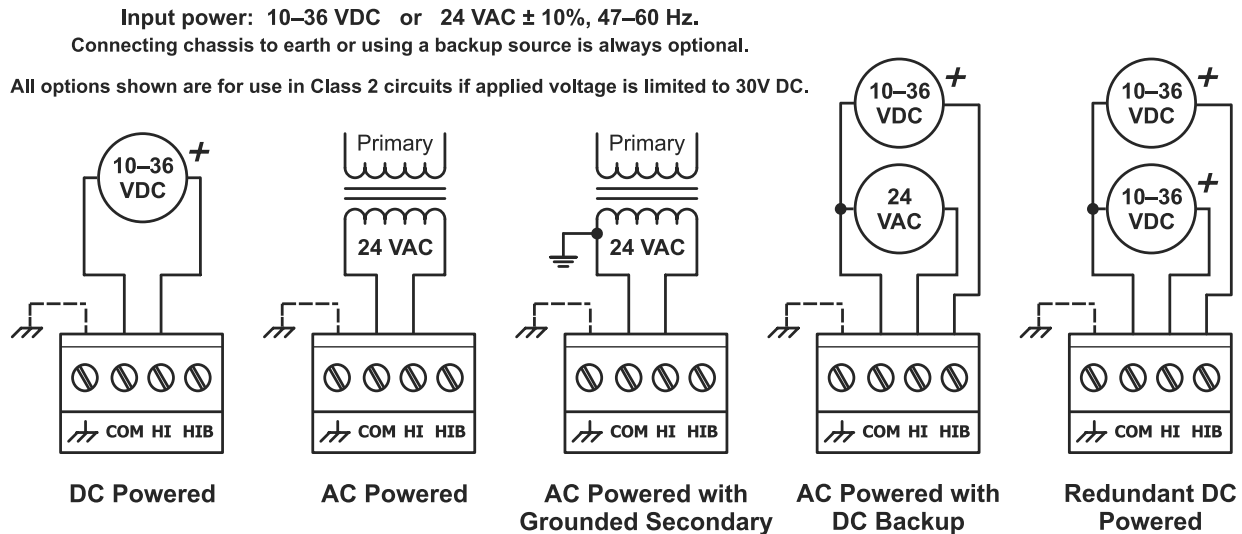 Input power: 10–36 VDC or 24 VAC ± 10%, 47–60 Hz.
Connecting chassis to earth or using a backup source is always optional.
All options shown are for use in Class 2 circuits if applied voltage is limited to 30V DC.
10–36
VDC
+
COM HI HIB
DC Powered
Primary
24 VAC
COM HI HIB
AC Powered
Primary
24 VAC
COM HI HIB
AC Powered with
Grounded Secondary
10–36
VDC
+
24
VAC
COM HI HIB
AC Powered with
DC Backup
10–36
VDC
+
10–36
VDC
+
COM HI HIB
Redundant DC
Powered